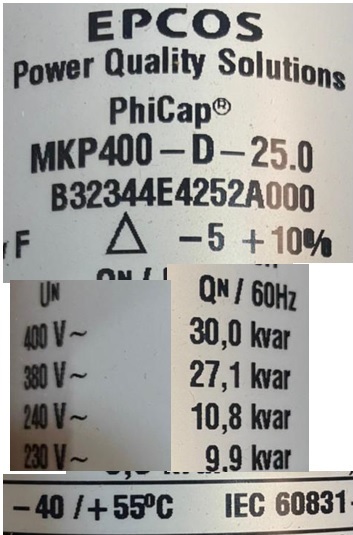 EPCOS
Power Quality Solutions
PhiCap®
MKP400 – D – 25.0
B32344E4252A000
F △ –5 +10%
UN QN / 60Hz
400 V~ 30,0 kvar
380 V~ 27,1 kvar
240 V~ 10,8 kvar
230 V~ 9.9 kvar
– 40 /+ 55ºC IEC 60831-